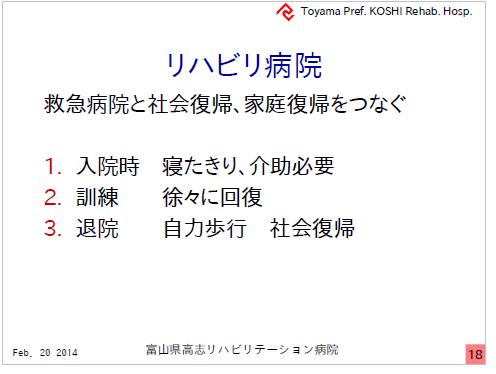 Toyama Pref. KOSHI Rehab. Hosp.
リハビリ病院
救急病院と社会復帰、家庭復帰をつなぐ
1. 入院時　寝たきり、介助必要
2. 訓練　　徐々に回復
3. 退院　　自力歩行　社会復帰
Feb. 20 2014　富山県高志リハビリテーション病院　18